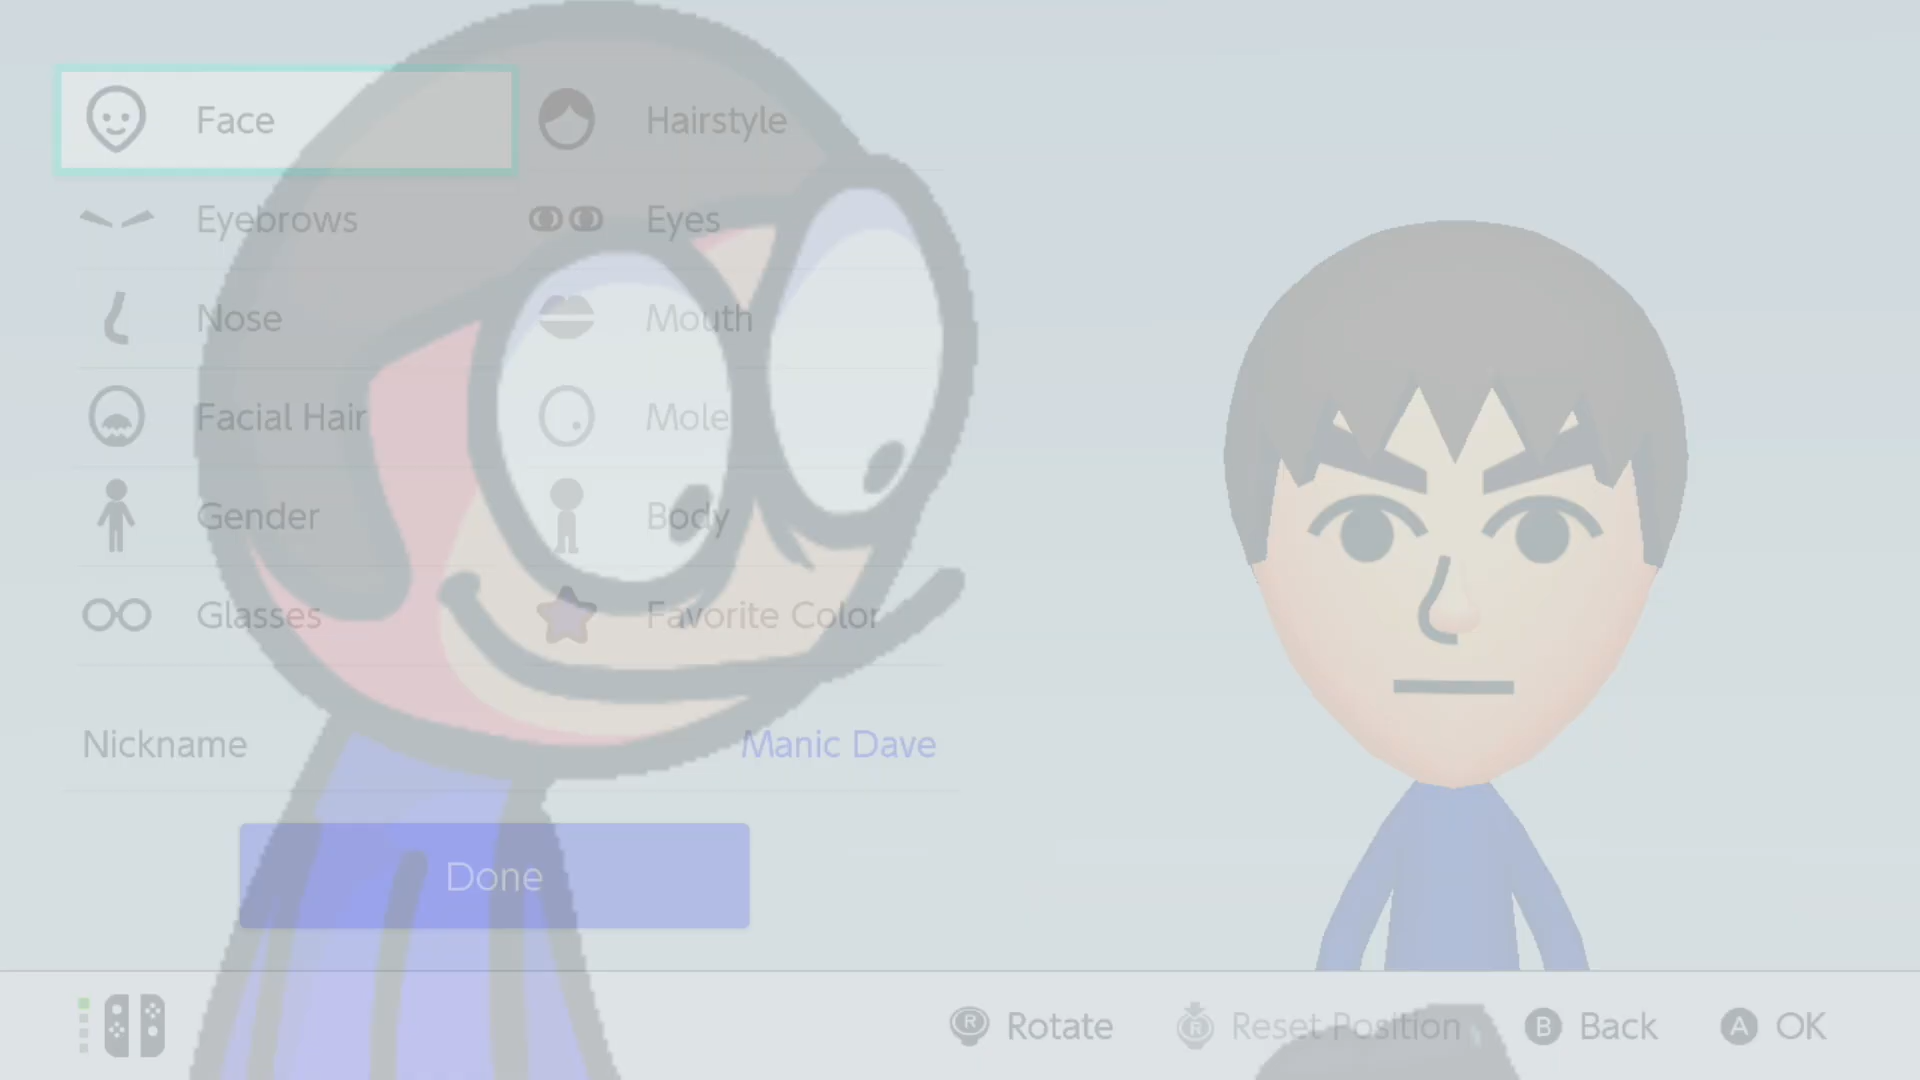 Face Hairstyle
Eyebrows Eyes
Nose Mouth
Facial Hair Mole
Gender Body
Glasses Favorite Color
Nickname Manic Dave
Done
R Rotate R Reset Position B Back A OK